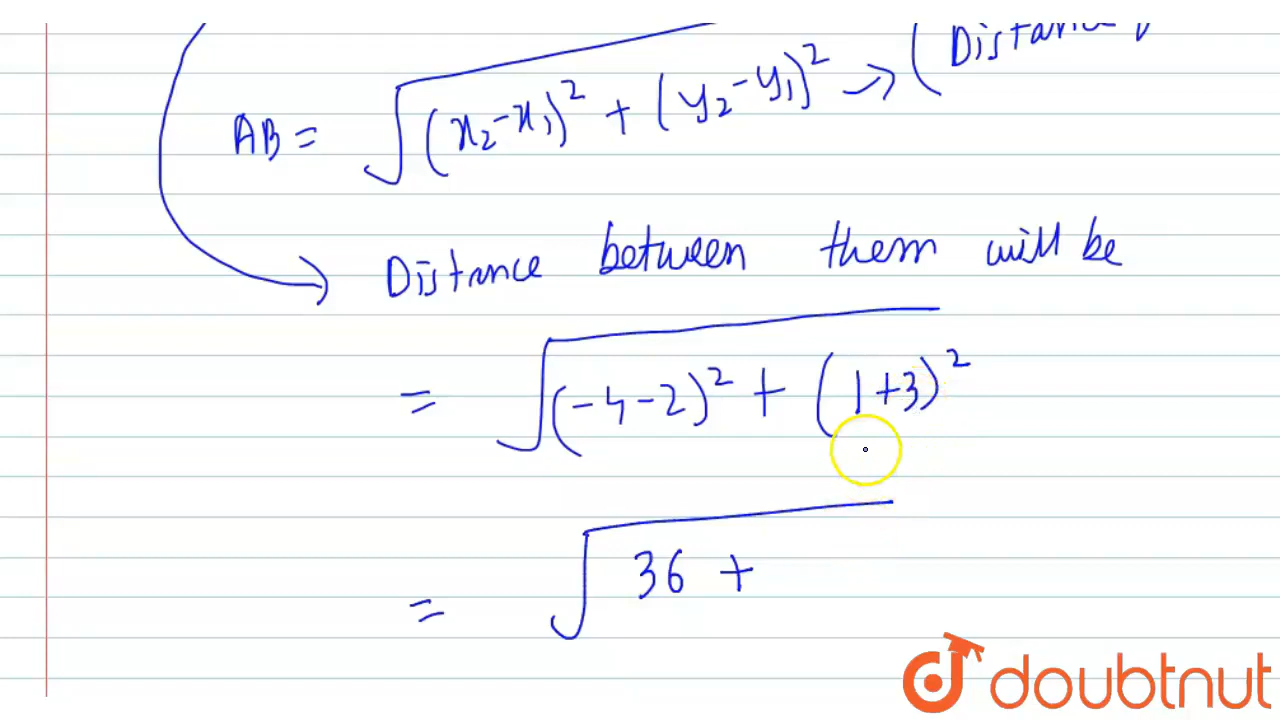 (Distance
AB = √(x₂-x₁)² + (y₂-y₁)² →
→ Distance between them will be
= √(-4-2)² + (1+3)²
= √36 +
doubtnut